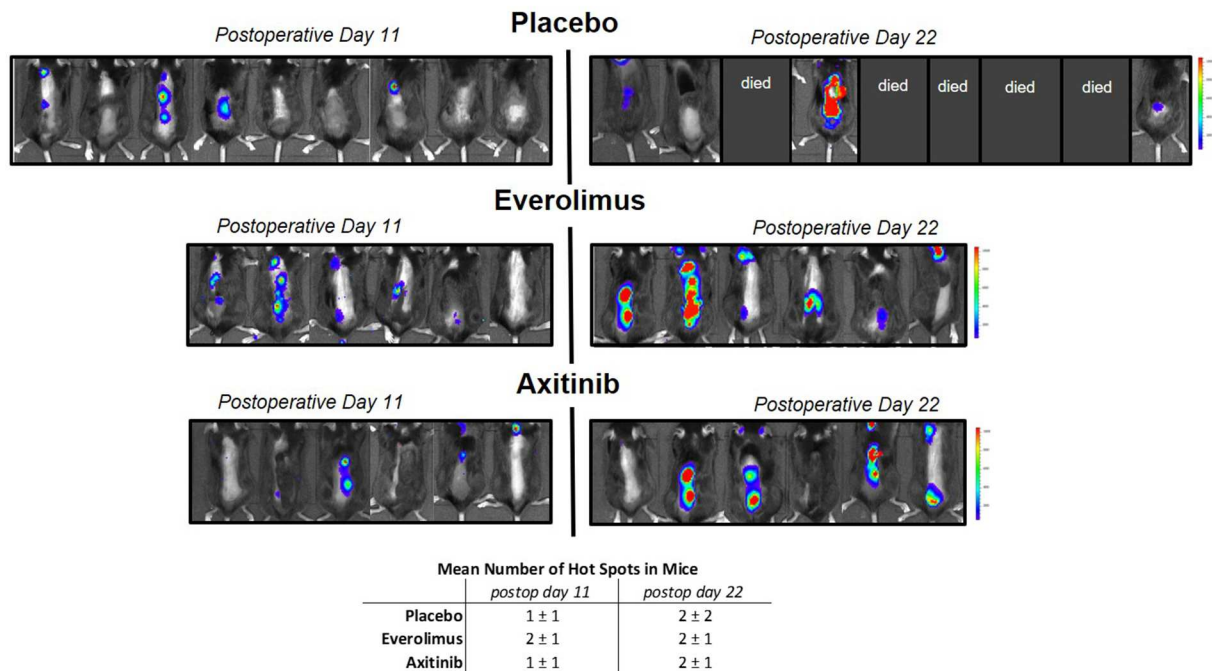 Placebo
Postoperative Day 11
Postoperative Day 22
died
died
died
died
died
Everolimus
Postoperative Day 11
Postoperative Day 22
Axitinib
Postoperative Day 11
Postoperative Day 22
Mean Number of Hot Spots in Mice
postop day 11 postop day 22
Placebo 1 ± 1 2 ± 2
Everolimus 2 ± 1 2 ± 1
Axitinib 1 ± 1 2 ± 1